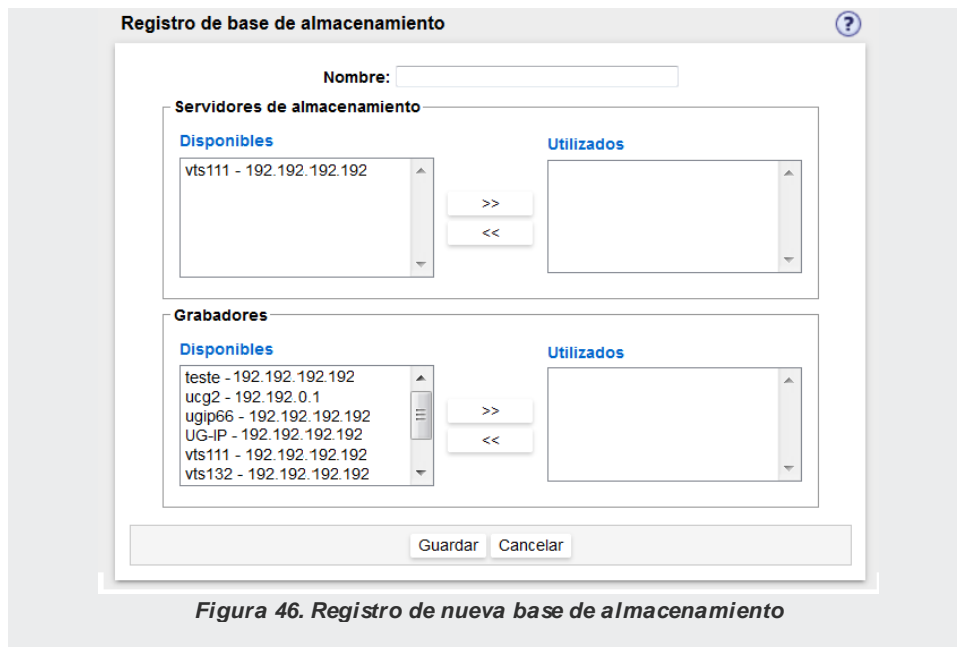 Registro de base de almacenamiento
?
Nombre:
Servidores de almacenamiento
Disponibles
Utilizados
vts111 - 192.192.192.192
>>
<<
Grabadores
Disponibles
Utilizados
teste - 192.192.192.192
ucg2 - 192.192.0.1
ugip66 - 192.192.192.192
UG-IP - 192.192.192.192
vts111 - 192.192.192.192
vts132 - 192.192.192.192
>>
<<
Guardar Cancelar
Figura 46. Registro de nueva base de almacenamiento